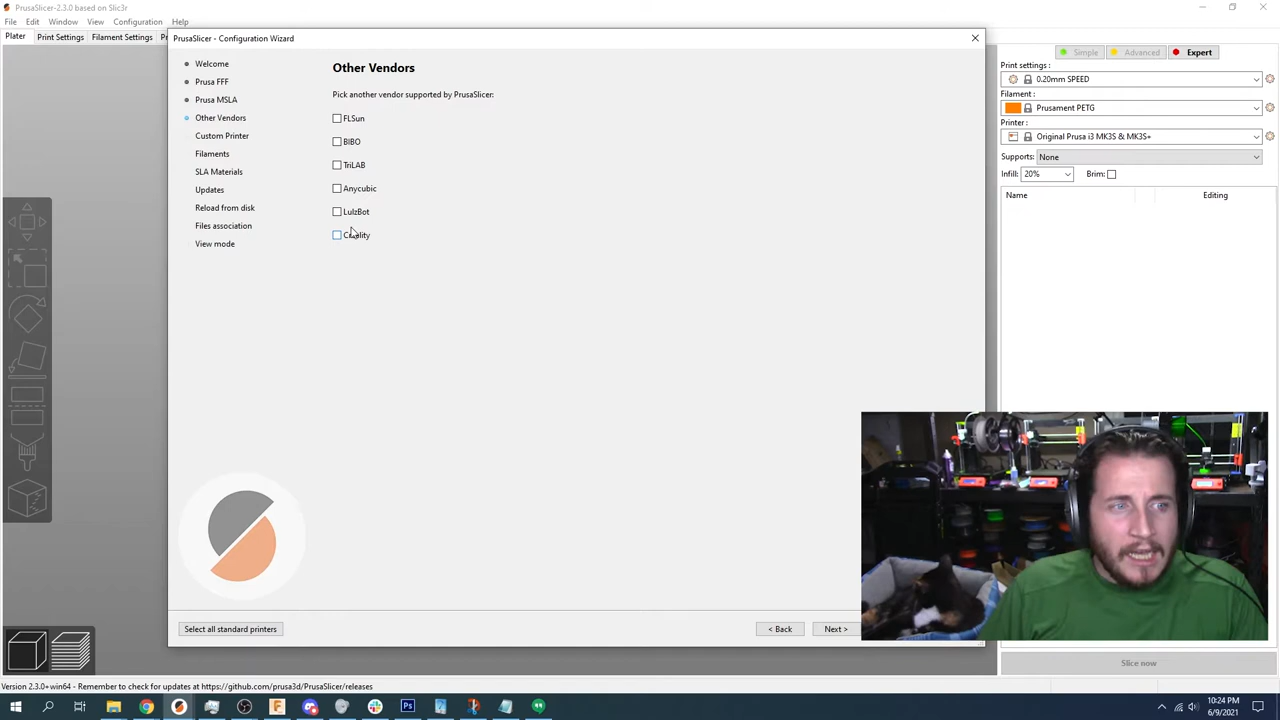 PrusaSlicer-2.3.0 based on Slic3r
File Edit Window View Configuration Help
Plater Print Settings Filament Settings
PrusaSlicer - Configuration Wizard
Welcome
Prusa FFF
Prusa MSLA
Other Vendors
Custom Printer
Filaments
SLA Materials
Updates
Reload from disk
Files association
View mode
Other Vendors
Pick another vendor supported by PrusaSlicer:
FLSun
BIBO
TriLAB
Anycubic
LulzBot
Creality
Select all standard printers
< Back Next >
Simple Advanced Expert
Print settings :
0.20mm SPEED
Filament :
Prusament PETG
Printer :
Original Prusa i3 MK3S & MK3S+
Supports: None
Infill: 20% Brim:
Name Editing
Slice now
Version 2.3.0+win64 - Remember to check for updates at https://github.com/prusa3d/PrusaSlicer/releases
10:24 PM
6/9/2021